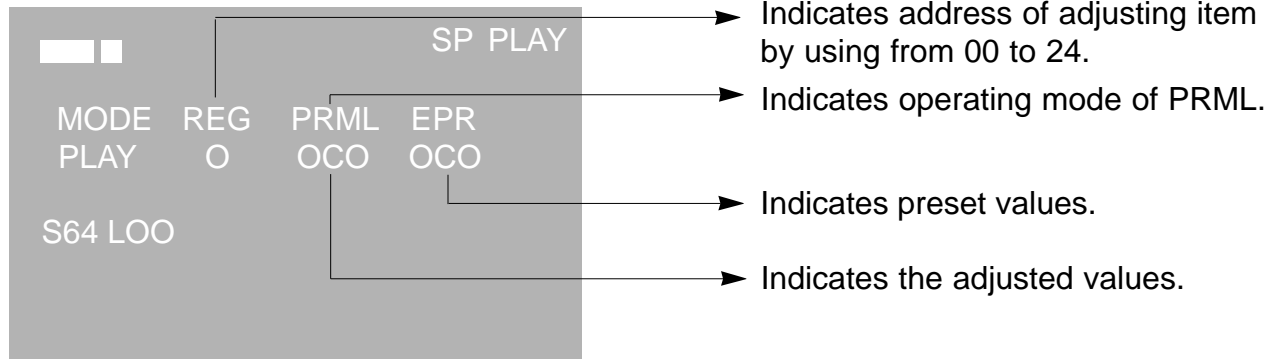 SP PLAY
MODE REG PRML EPR
PLAY O OCO OCO
S64 LOO
Indicates address of adjusting item
by using from 00 to 24.
Indicates operating mode of PRML.
Indicates preset values.
Indicates the adjusted values.